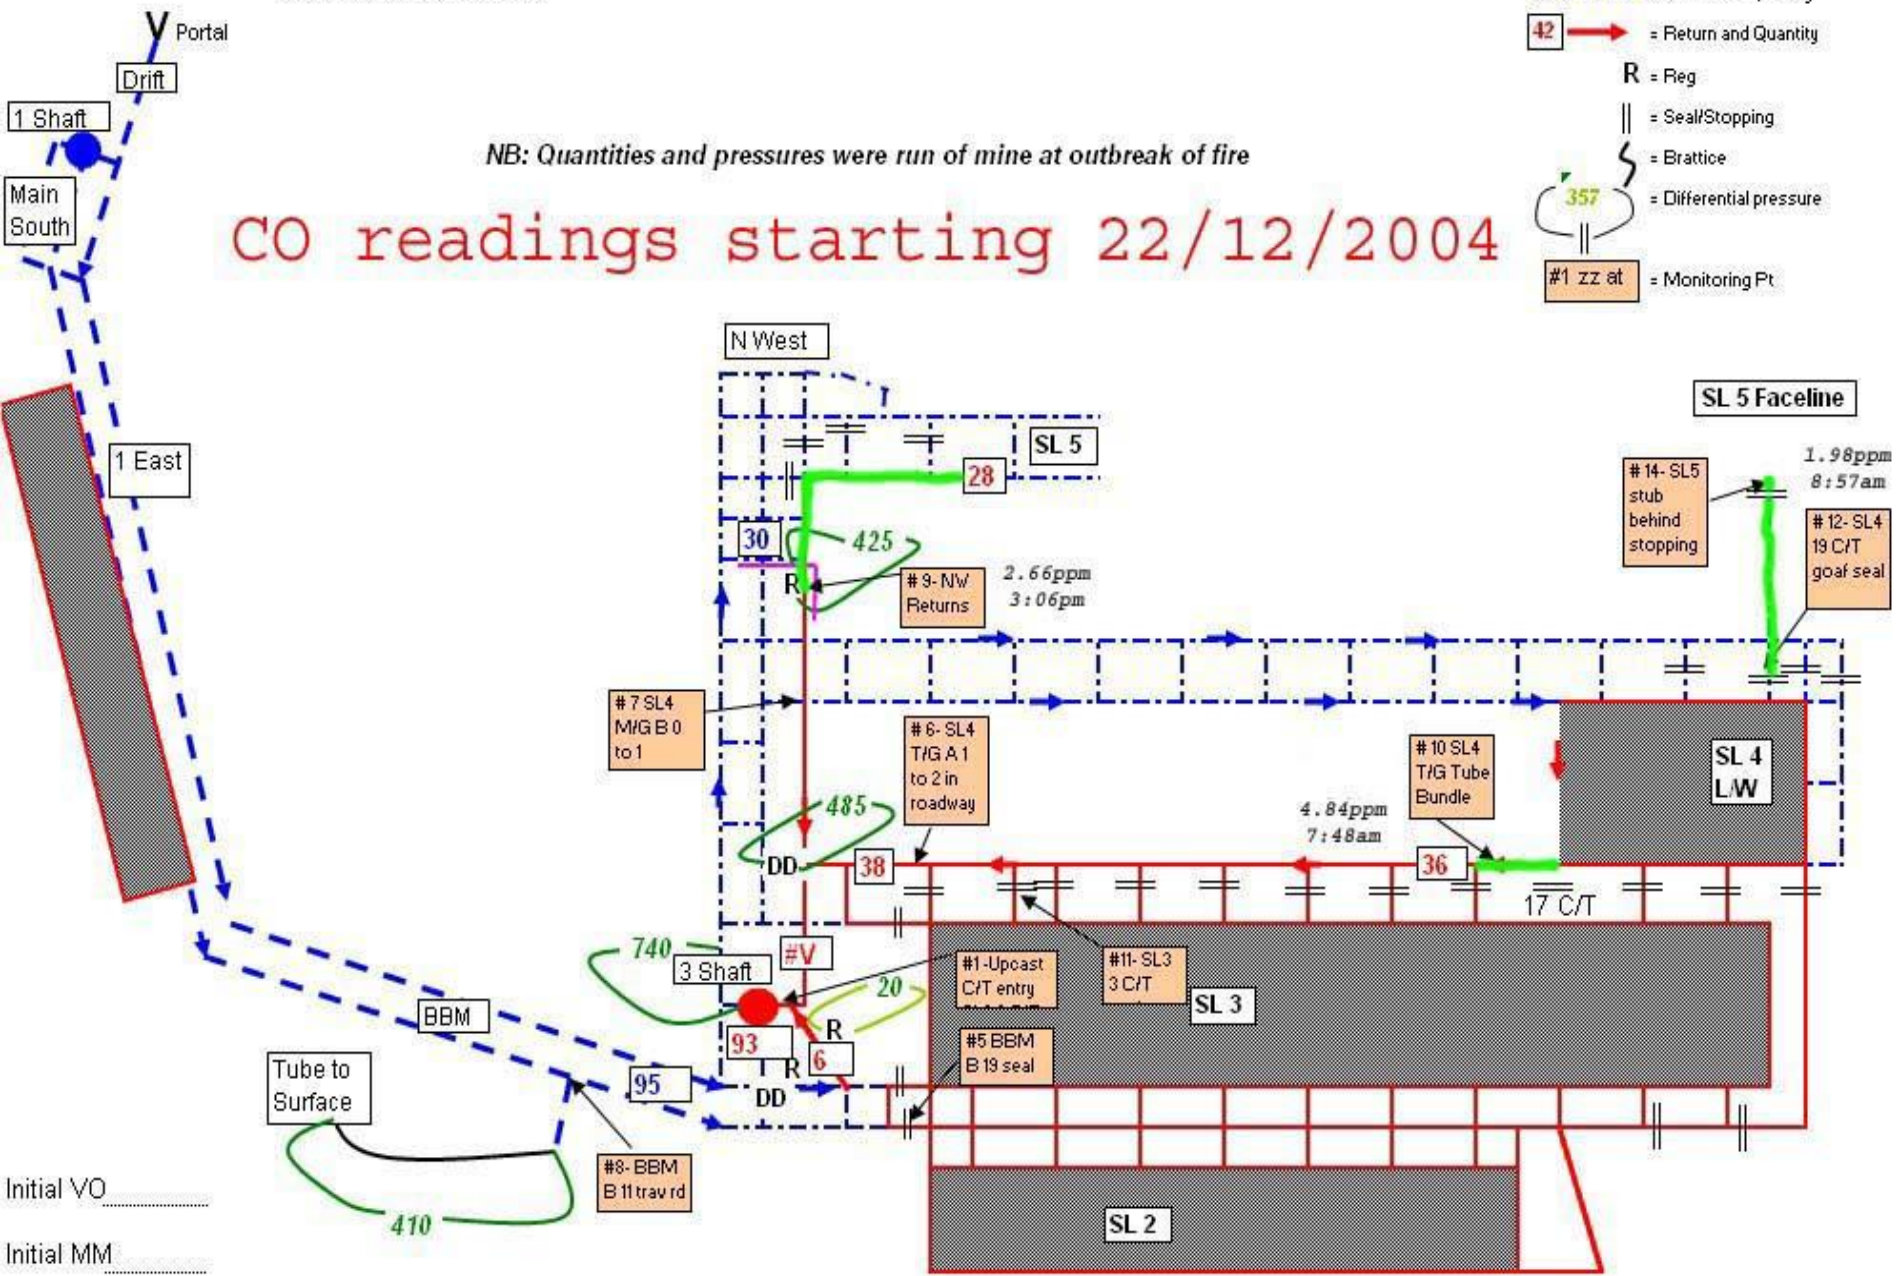 V Portal
Drift
1 Shaft
Main
South
42 = Return and Quantity
R = Reg
= Seal/Stopping
= Brattice
357 = Differential pressure
#1 zz at = Monitoring Pt
NB: Quantities and pressures were run of mine at outbreak of fire
CO readings starting 22/12/2004
N West
SL 5
28
30
425
R
# 9- NW
Returns
2.66ppm
3:06pm
SL 5 Faceline
# 14- SL5
stub
behind
stopping
1.98ppm
8:57am
# 12- SL4
19 C/T
goaf seal
1 East
# 7 SL4
M/G B 0
to 1
# 6- SL4
T/G A 1
to 2 in
roadway
# 10 SL4
T/G Tube
Bundle
4.84ppm
7:48am
SL 4
L/W
485
DD
38
36
17 C/T
740
3 Shaft
#V
#1-Upcast
C/T entry
20
#11- SL3
3 C/T
SL 3
BBM
93
R
6
R
#5 BBM
B 19 seal
Tube to
Surface
95
DD
#8- BBM
B 11 trav rd
410
SL 2
Initial VO
Initial MM